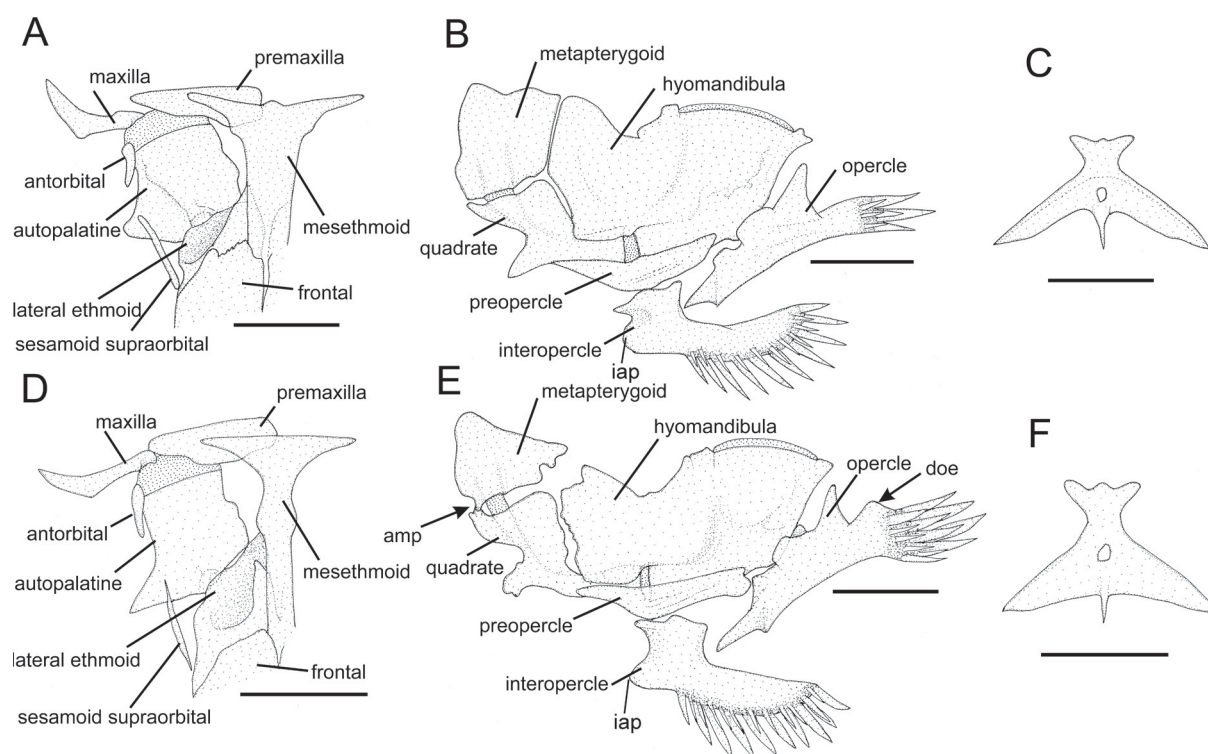 A
premaxilla
maxilla
antorbital
autopalatine
mesethmoid
lateral ethmoid
frontal
sesamoid supraorbital
B
metapterygoid
hyomandibula
opercle
quadrate
preopercle
interopercle
iap
C
D
premaxilla
maxilla
antorbital
autopalatine
mesethmoid
lateral ethmoid
frontal
sesamoid supraorbital
E
metapterygoid
hyomandibula
opercle
doe
amp
quadrate
preopercle
interopercle
iap
F